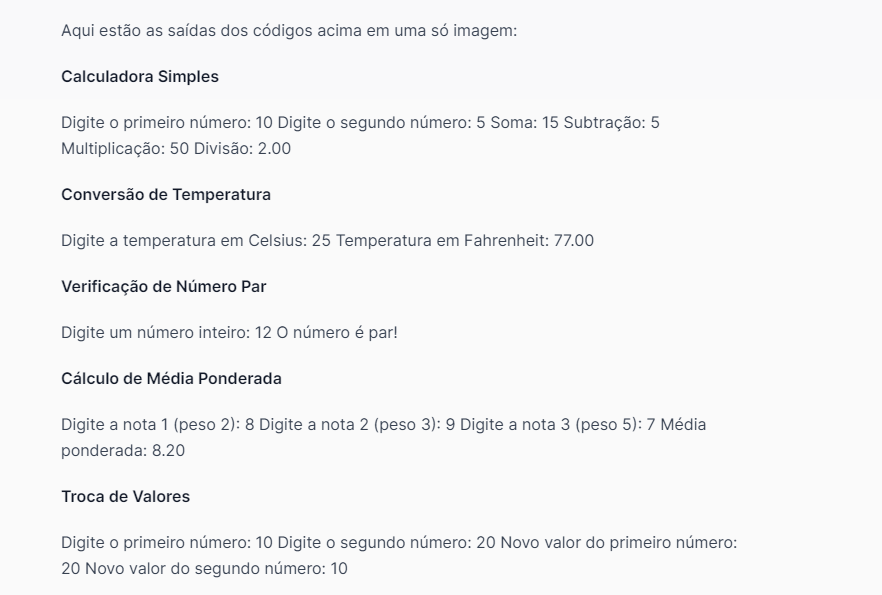 Aqui estão as saídas dos códigos acima em uma só imagem:
Calculadora Simples
Digite o primeiro número: 10 Digite o segundo número: 5 Soma: 15 Subtração: 5
Multiplicação: 50 Divisão: 2.00
Conversão de Temperatura
Digite a temperatura em Celsius: 25 Temperatura em Fahrenheit: 77.00
Verificação de Número Par
Digite um número inteiro: 12 O número é par!
Cálculo de Média Ponderada
Digite a nota 1 (peso 2): 8 Digite a nota 2 (peso 3): 9 Digite a nota 3 (peso 5): 7 Média
ponderada: 8.20
Troca de Valores
Digite o primeiro número: 10 Digite o segundo número: 20 Novo valor do primeiro número:
20 Novo valor do segundo número: 10